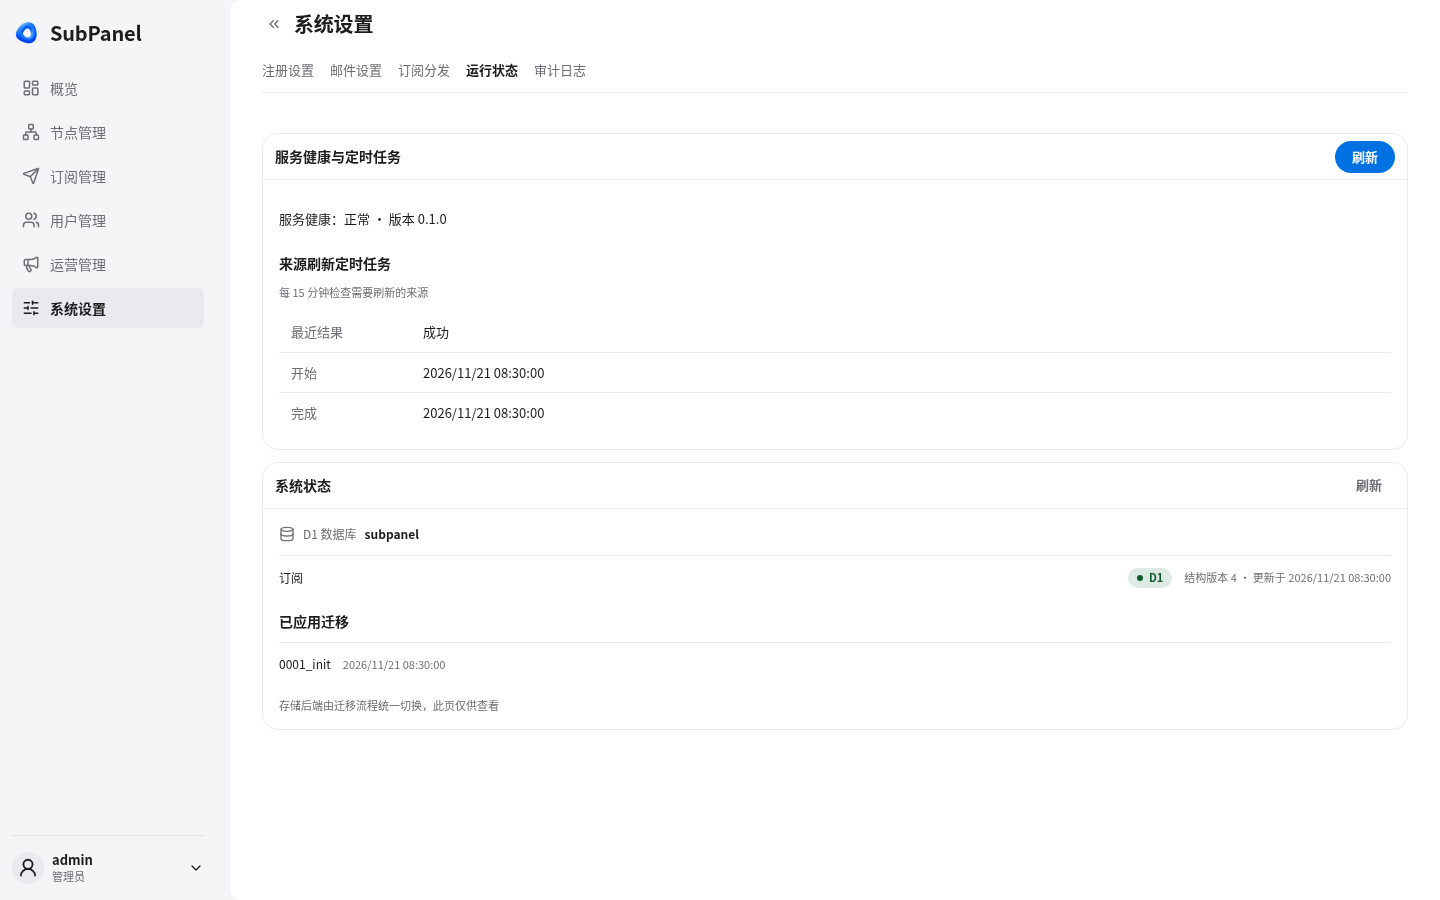 SubPanel
概览
节点管理
订阅管理
用户管理
运营管理
系统设置
admin
管理员
系统设置
注册设置 邮件设置 订阅分发 运行状态 审计日志
服务健康与定时任务 刷新
服务健康：正常 · 版本 0.1.0
来源刷新定时任务
每 15 分钟检查需要刷新的来源
最近结果 成功
开始 2026/11/21 08:30:00
完成 2026/11/21 08:30:00
系统状态 刷新
D1 数据库 subpanel
订阅 D1 结构版本 4 · 更新于 2026/11/21 08:30:00
已应用迁移
0001_init 2026/11/21 08:30:00
存储后端由迁移流程统一切换，此页仅供查看